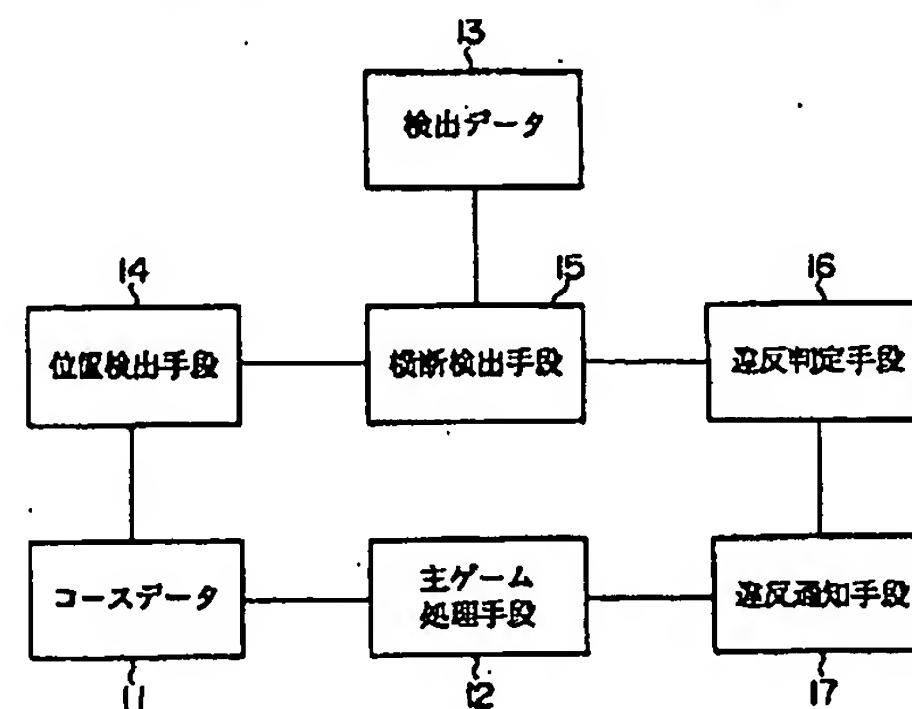 13
検出データ
14
15
16
位置検出手段
横断検出手段
違反判定手段
コースデータ
主ゲーム
処理手段
違反通知手段
11
12
17